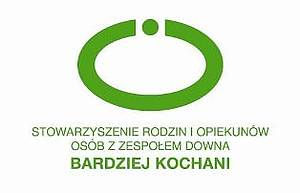 STOWARZYSZENIE RODZIN I OPIEKUNÓW
OSÓB Z ZESPOŁEM DOWNA
BARDZIEJ KOCHANI